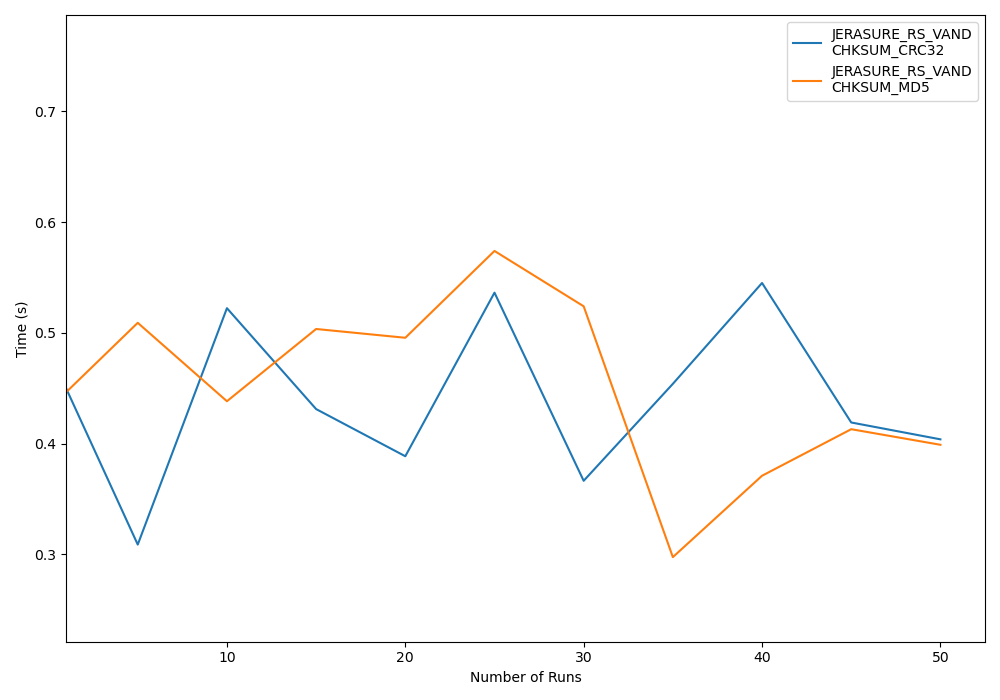 JERASURE_RS_VAND
CHKSUM_CRC32
JERASURE_RS_VAND
CHKSUM_MD5
0.7
0.6
0.5
0.4
0.3
Time (s)
10 20 30 40 50
Number of Runs